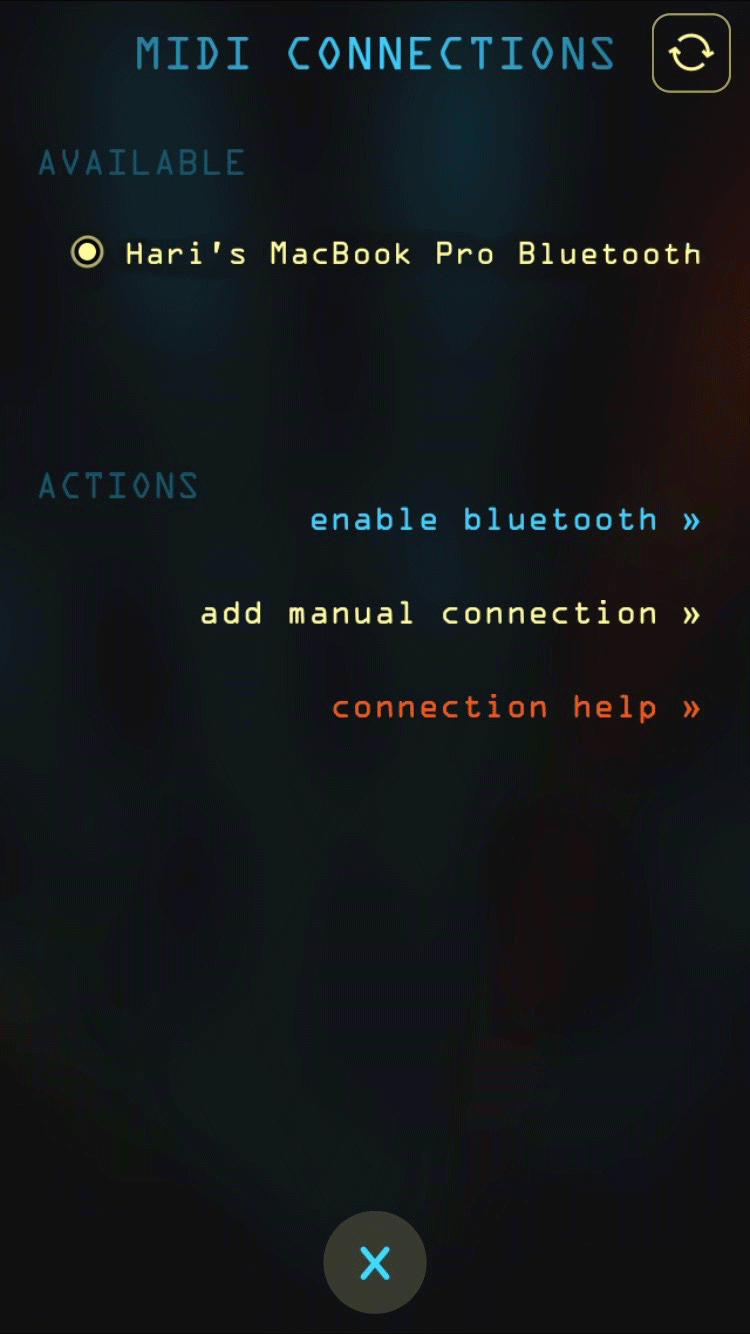 MIDI CONNECTIONS
AVAILABLE
Hari's MacBook Pro Bluetooth
ACTIONS
enable bluetooth »
add manual connection »
connection help »
X